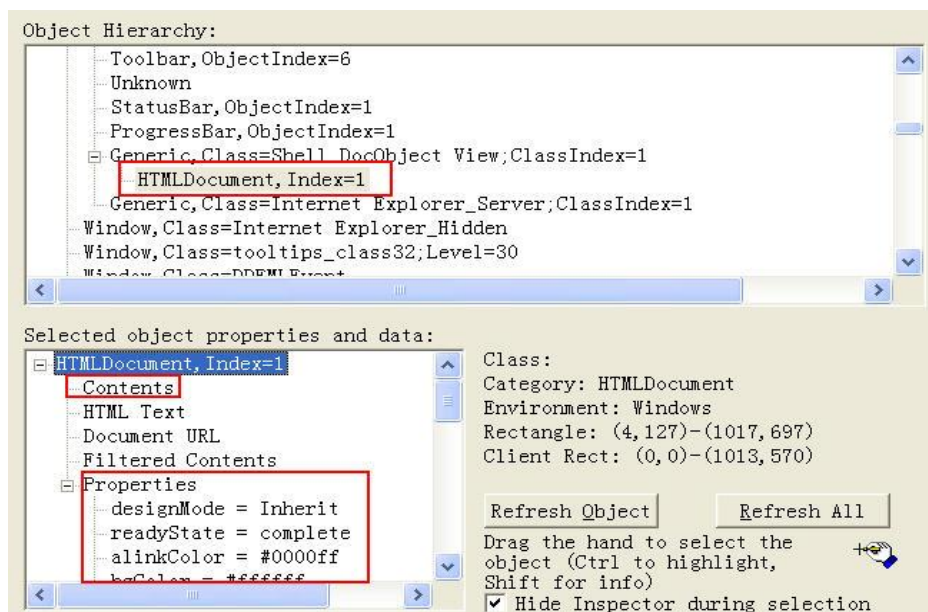 Object Hierarchy:
Toolbar,ObjectIndex=6
Unknown
StatusBar,ObjectIndex=1
ProgressBar,ObjectIndex=1
Generic,Class=Shell DocObject View;ClassIndex=1
HTMLDocument,Index=1
Generic,Class=Internet Explorer_Server;ClassIndex=1
Window,Class=Internet Explorer_Hidden
Window,Class=tooltips_class32;Level=30
Window,Class=DDEMLEvent
Selected object properties and data:
HTMLDocument,Index=1
Contents
HTML Text
Document URL
Filtered Contents
Properties
designMode = Inherit
readyState = complete
alinkColor = #0000ff
bgColor = #ffffff
Class:
Category: HTMLDocument
Environment: Windows
Rectangle: (4,127)-(1017,697)
Client Rect: (0,0)-(1013,570)
Refresh Object
Refresh All
Drag the hand to select the
object (Ctrl to highlight,
Shift for info)
Hide Inspector during selection